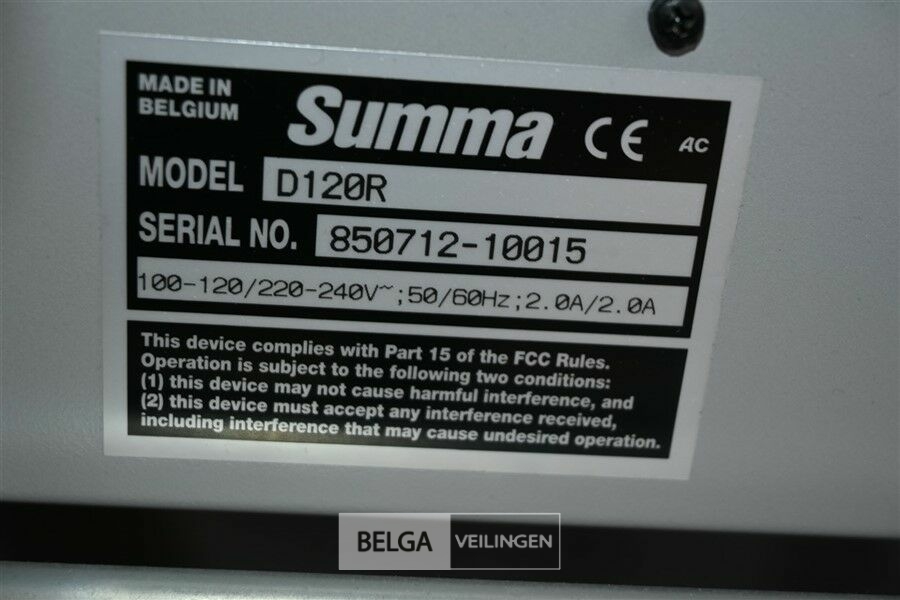 MADE IN
BELGIUM
Summa CE AC
MODEL D120R
SERIAL NO. 850712-10015
100-120/220-240V~;50/60Hz;2.0A/2.0A
This device complies with Part 15 of the FCC Rules.
Operation is subject to the following two conditions:
(1) this device may not cause harmful interference, and
(2) this device must accept any interference received,
including interference that may cause undesired operation.
BELGA VEILINGEN